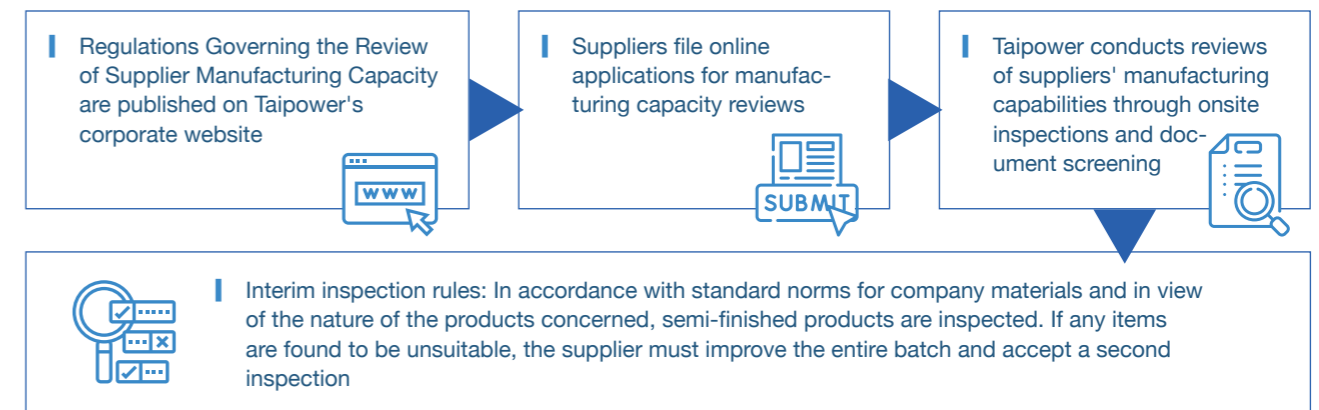 Regulations Governing the Review
of Supplier Manufacturing Capacity
are published on Taipower's
corporate website
WWW
Suppliers file online
applications for manufac-
turing capacity reviews
SUBMIT
Taipower conducts reviews
of suppliers' manufacturing
capabilities through onsite
inspections and doc-
ument screening
Interim inspection rules: In accordance with standard norms for company materials and in view
of the nature of the products concerned, semi-finished products are inspected. If any items
are found to be unsuitable, the supplier must improve the entire batch and accept a second
inspection